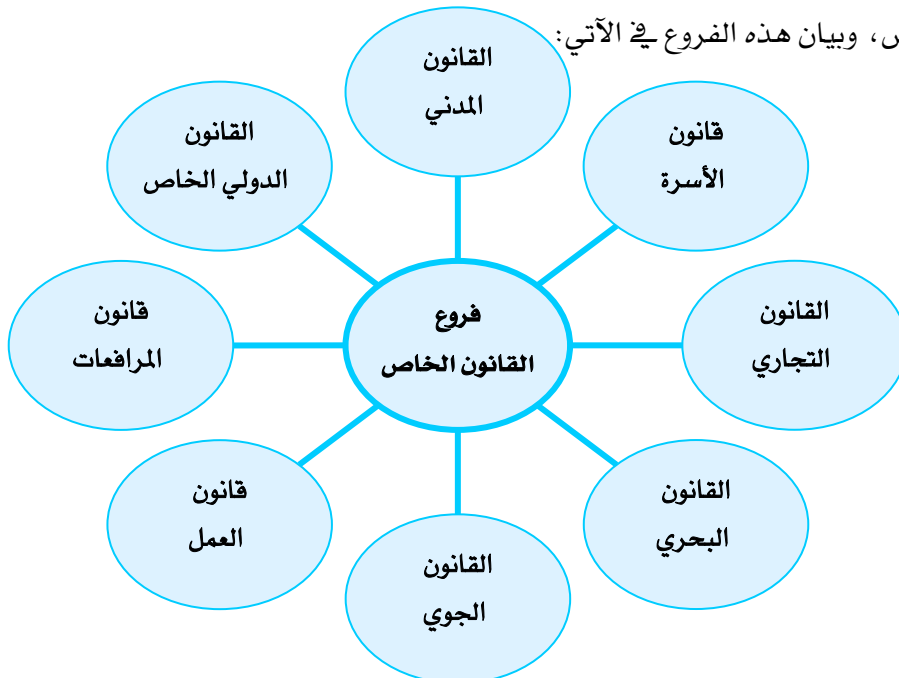 وبيان هذه الفروع في الآتي:
القانون
المدني
قانون
الأسرة
القانون
التجاري
القانون
البحري
القانون
الجوي
قانون
العمل
قانون
المرافعات
القانون
الدولي الخاص
فروع
القانون الخاص